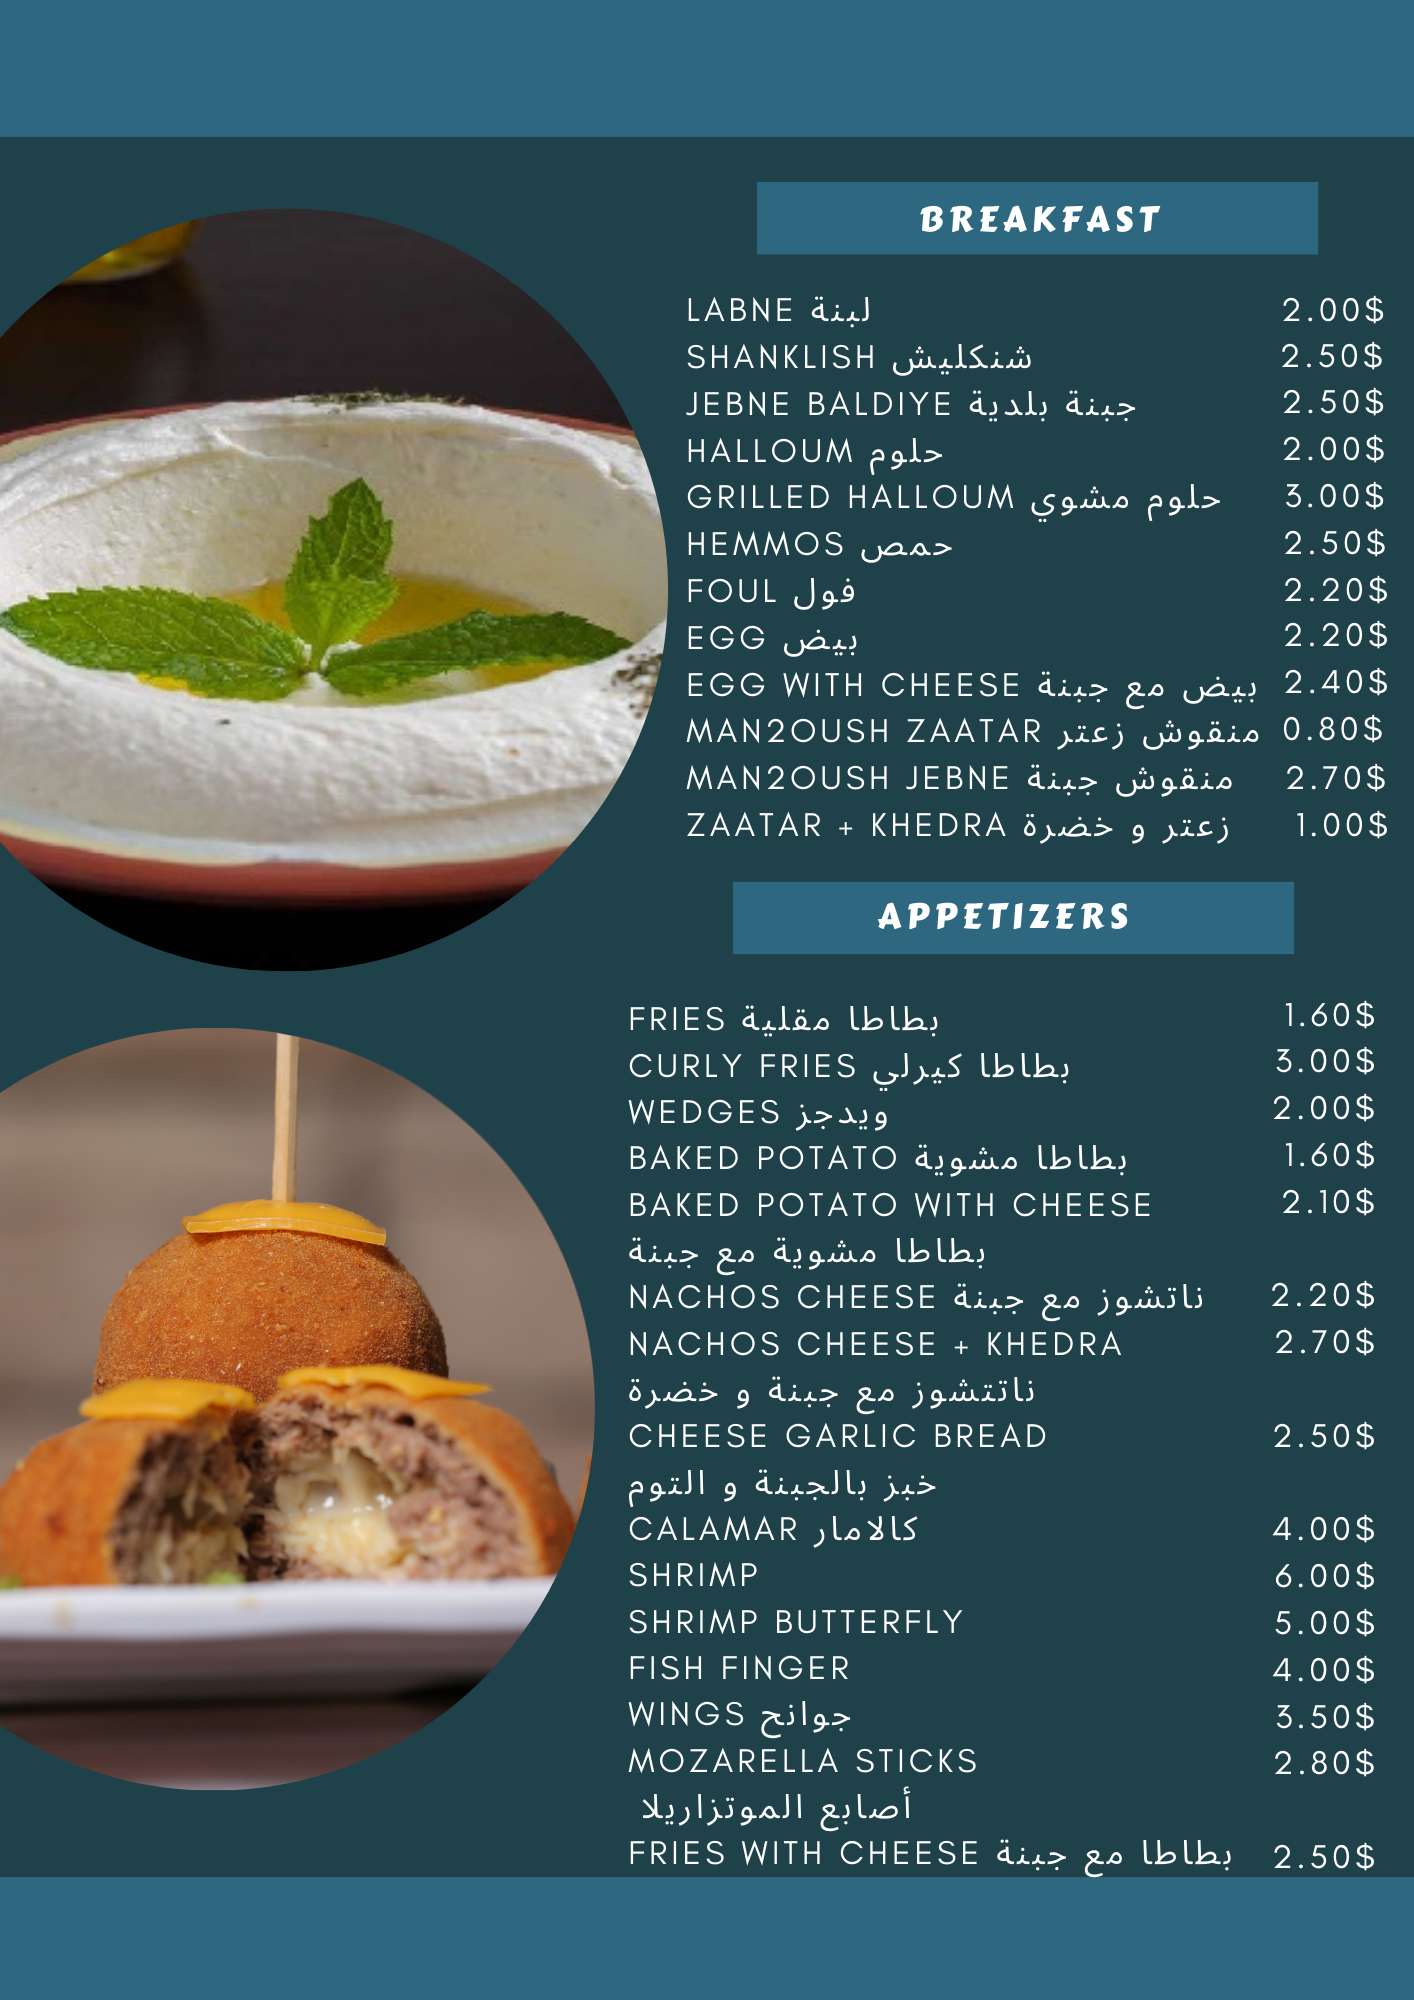 BREAKFAST
LABNE لبنة 2.00$
SHANKLISH شنكليش 2.50$
JEBNE BALDIYE جبنة بلدية 2.50$
HALLOUM حلوم 2.00$
GRILLED HALLOUM حلوم مشوي 3.00$
HEMMOS حمص 2.50$
FOUL فول 2.20$
EGG بيض 2.20$
EGG WITH CHEESE بيض مع جبنة 2.40$
MAN2OUSH ZAATAR منقوش زعتر 0.80$
MAN2OUSH JEBNE منقوش جبنة 2.70$
ZAATAR + KHEDRA زعتر و خضرة 1.00$
APPETIZERS
FRIES بطاطا مقلية 1.60$
CURLY FRIES بطاطا كيرلي 3.00$
WEDGES ويدجز 2.00$
BAKED POTATO بطاطا مشوية 1.60$
BAKED POTATO WITH CHEESE 2.10$
بطاطا مشوية مع جبنة
NACHOS CHEESE ناتشوز مع جبنة 2.20$
NACHOS CHEESE + KHEDRA 2.70$
ناتتشوز مع جبنة و خضرة
CHEESE GARLIC BREAD 2.50$
خبز بالجبنة و التوم
CALAMAR كالامار 4.00$
SHRIMP 6.00$
SHRIMP BUTTERFLY 5.00$
FISH FINGER 4.00$
WINGS جوانح 3.50$
MOZARELLA STICKS 2.80$
أصابع الموتزاريلا
FRIES WITH CHEESE بطاطا مع جبنة 2.50$